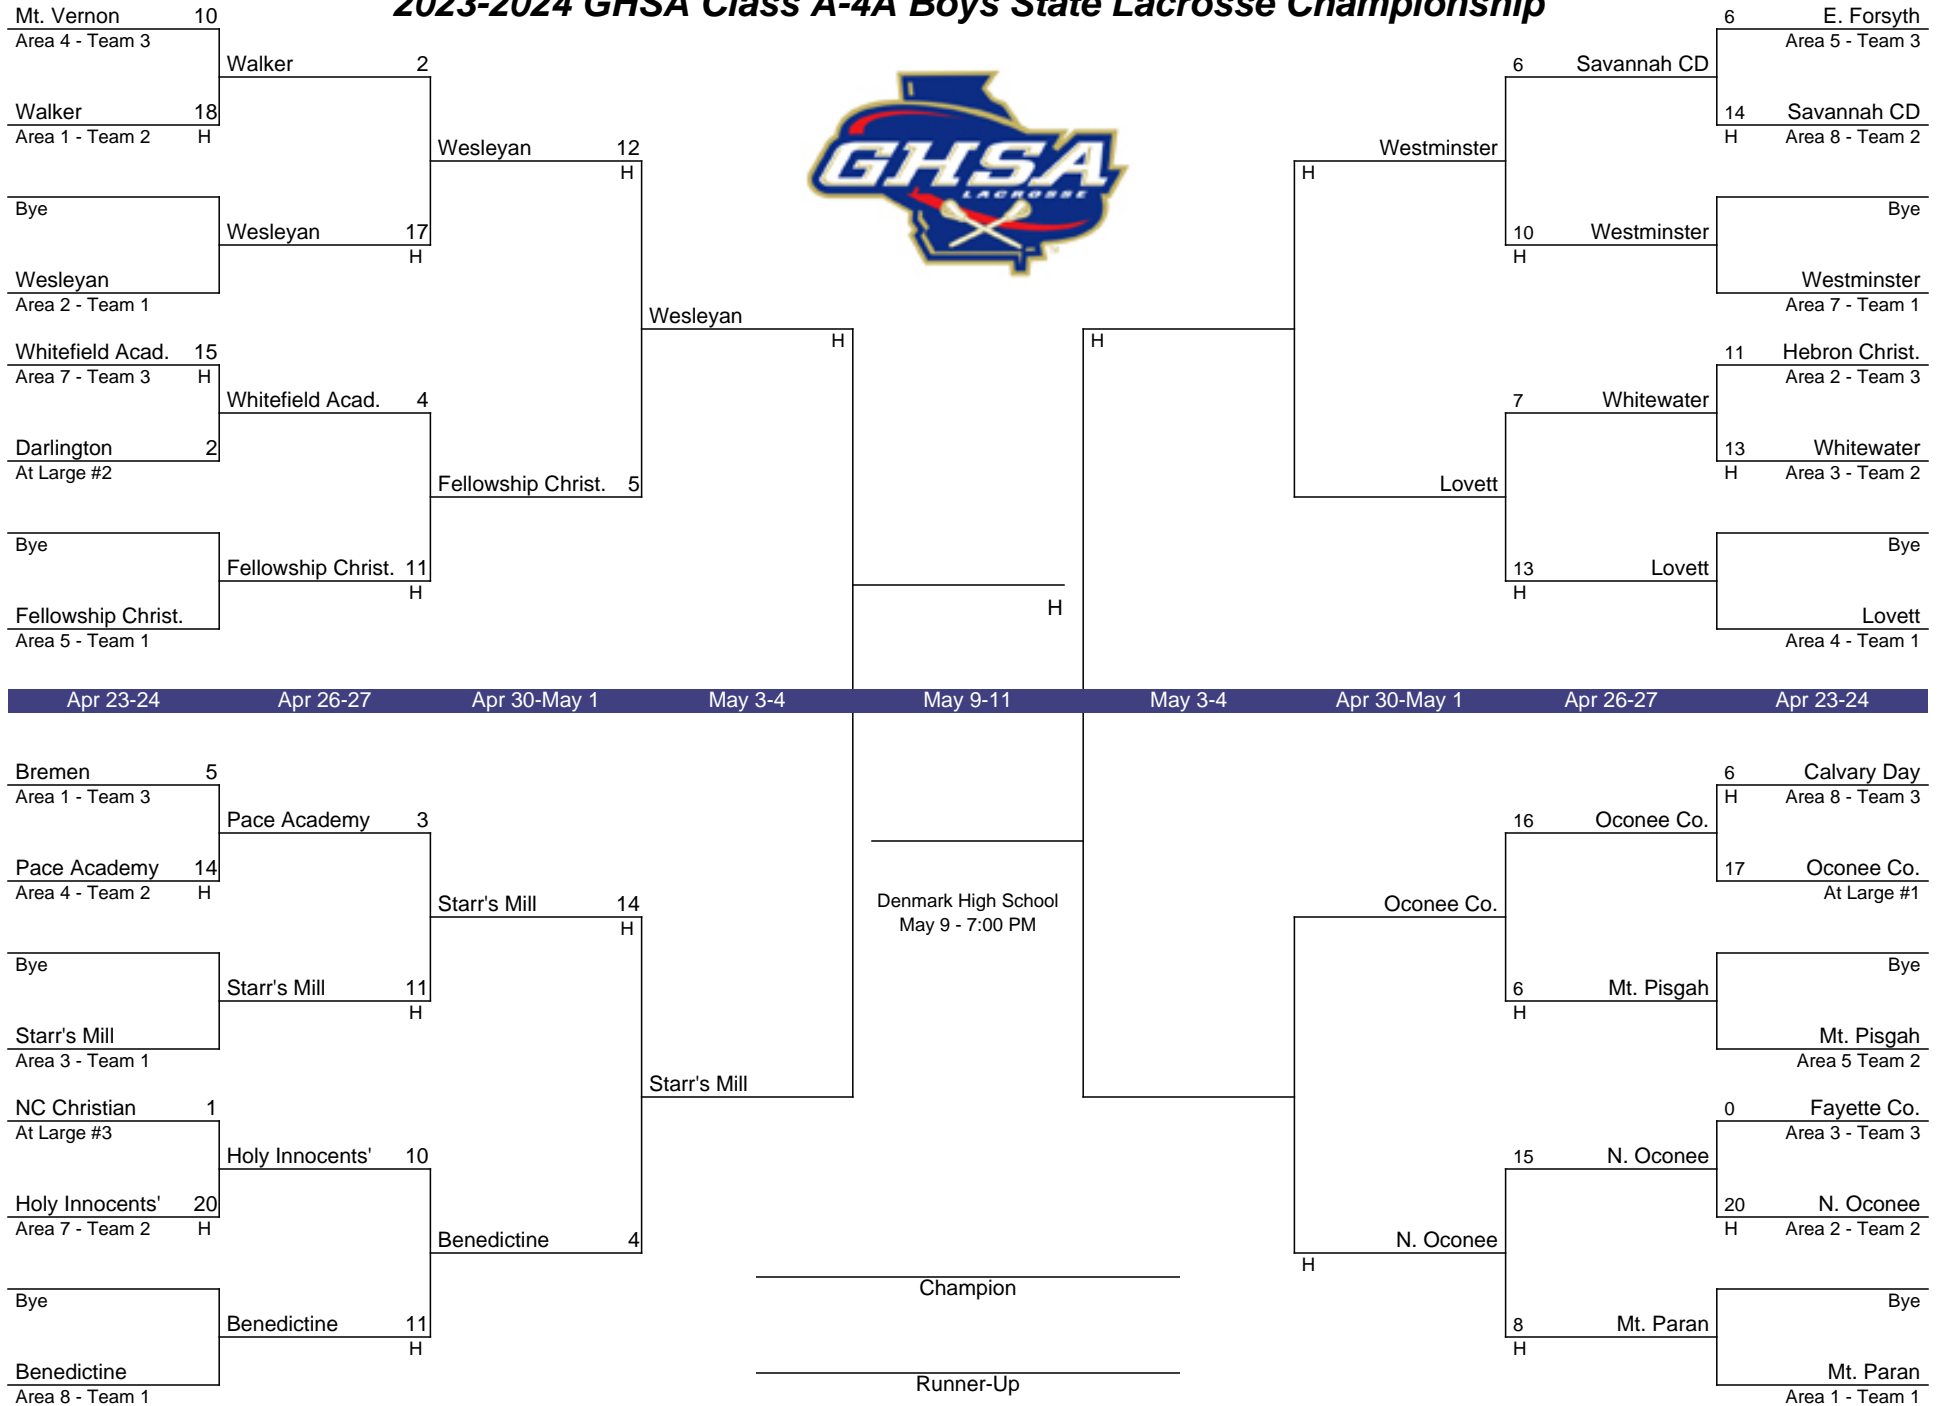 2023-2024 GHSA Class A-4A Boys State Lacrosse Championship
GHSA
LACROSSE
Mt. Vernon 10
Area 4 - Team 3
Walker 18
Area 1 - Team 2 H
Bye
Wesleyan
Area 2 - Team 1
Whitefield Acad. 15
Area 7 - Team 3 H
Darlington 2
At Large #2
Bye
Fellowship Christ.
Area 5 - Team 1
Walker 2
Wesleyan 17
H
Whitefield Acad. 4
Fellowship Christ. 11
H
Wesleyan 12
H
Fellowship Christ. 5
Wesleyan
H
H
H
Westminster
H
Lovett
6 Savannah CD
10 Westminster
H
7 Whitewater
13 Lovett
H
6 E. Forsyth
Area 5 - Team 3
14 Savannah CD
H Area 8 - Team 2
Bye
Westminster
Area 7 - Team 1
11 Hebron Christ.
Area 2 - Team 3
13 Whitewater
H Area 3 - Team 2
Bye
Lovett
Area 4 - Team 1
Apr 23-24 Apr 26-27 Apr 30-May 1 May 3-4 May 9-11 May 3-4 Apr 30-May 1 Apr 26-27 Apr 23-24
Bremen 5
Area 1 - Team 3
Pace Academy 14
Area 4 - Team 2 H
Bye
Starr's Mill
Area 3 - Team 1
NC Christian 1
At Large #3
Holy Innocents' 20
Area 7 - Team 2 H
Bye
Benedictine
Area 8 - Team 1
Pace Academy 3
Starr's Mill 11
H
Holy Innocents' 10
Benedictine 11
H
Starr's Mill 14
H
Benedictine 4
Starr's Mill
Denmark High School
May 9 - 7:00 PM
Champion
Runner-Up
Oconee Co.
N. Oconee
H
16 Oconee Co.
6 Mt. Pisgah
H
15 N. Oconee
8 Mt. Paran
H
6 Calvary Day
H Area 8 - Team 3
17 Oconee Co.
At Large #1
Bye
Mt. Pisgah
Area 5 Team 2
0 Fayette Co.
Area 3 - Team 3
20 N. Oconee
H Area 2 - Team 2
Bye
Mt. Paran
Area 1 - Team 1